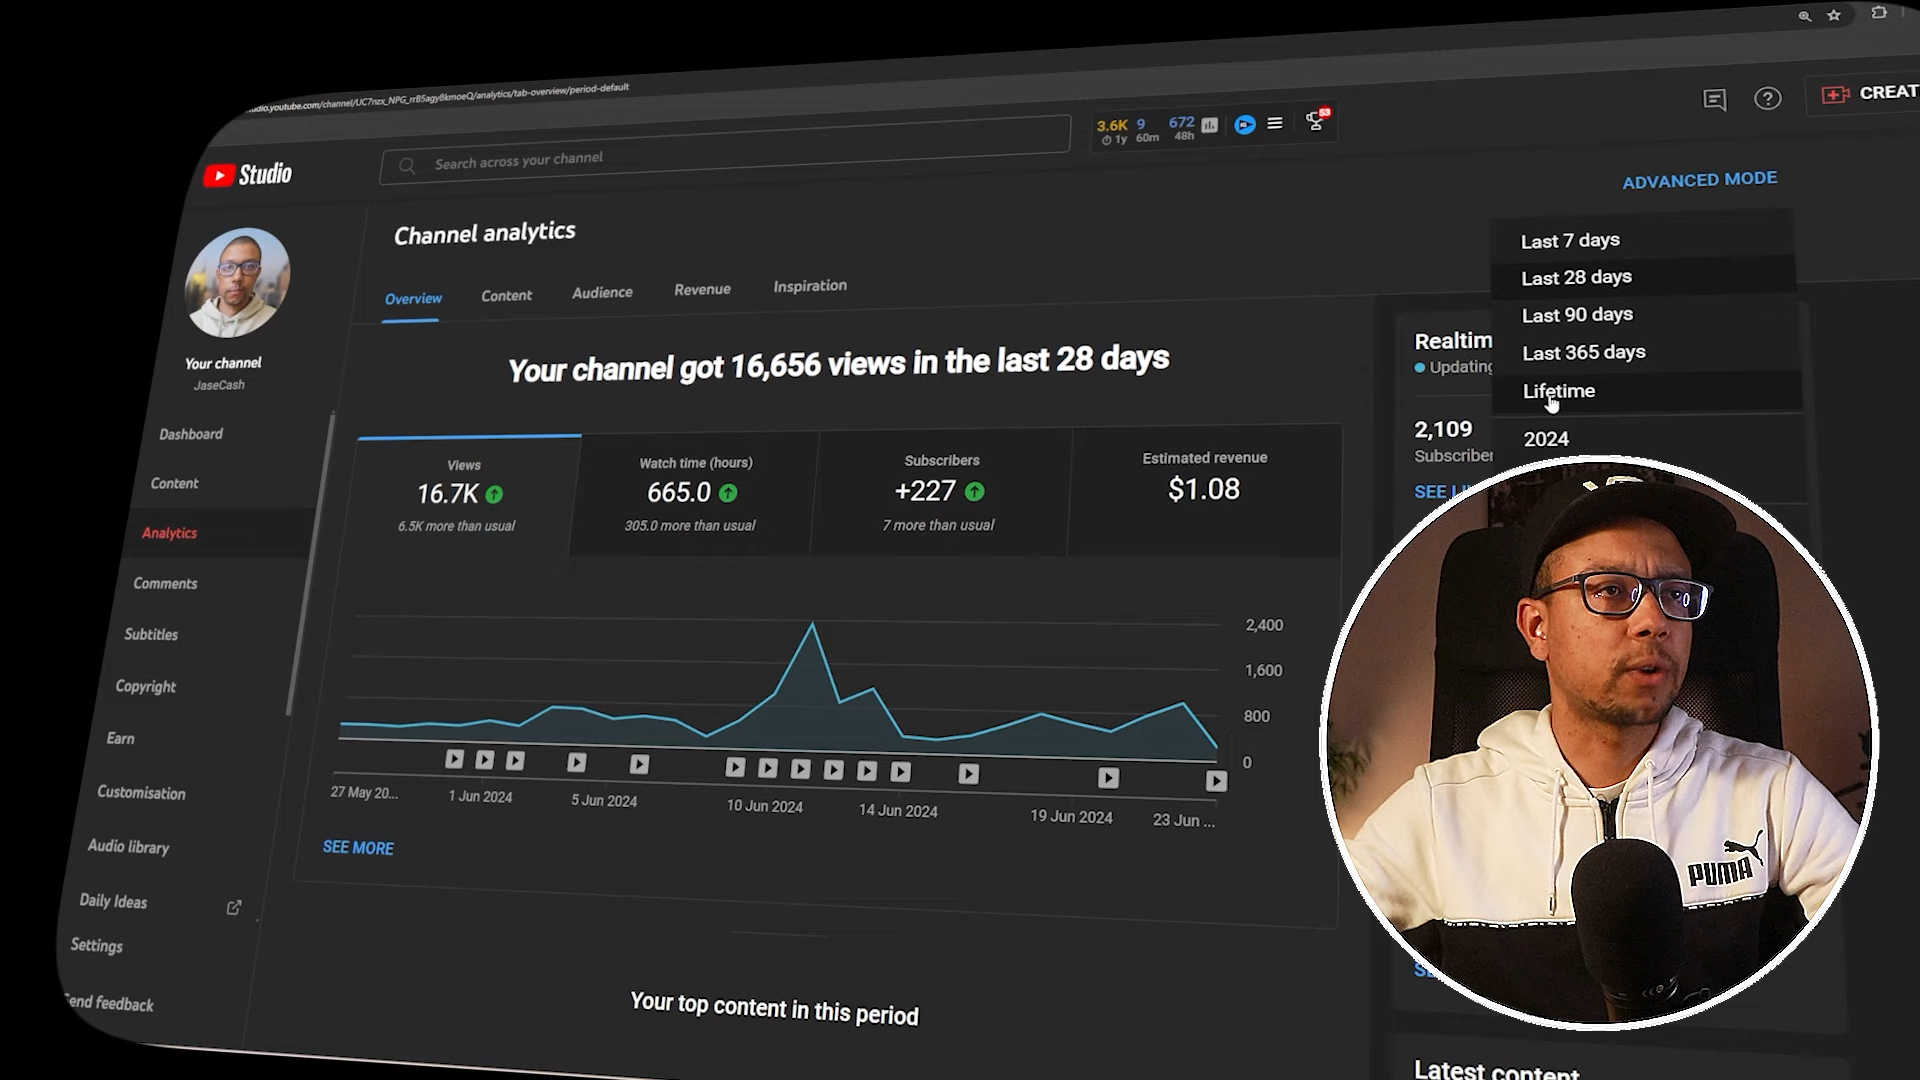 udio.youtube.com/channel/UC7nzx_NPG_rrB5agy8kmoeQ/analytics/tab-overview/period-default
Studio
Search across your channel
3.6K 9 672
1y 60m 48h
53
CREAT
ADVANCED MODE
Channel analytics
Overview Content Audience Revenue Inspiration
Last 7 days
Last 28 days
Last 90 days
Last 365 days
Lifetime
2024
Your channel
JaseCash
Dashboard
Content
Analytics
Comments
Subtitles
Copyright
Earn
Customisation
Audio library
Daily Ideas
Settings
end feedback
Your channel got 16,656 views in the last 28 days
Views
16.7K
6.5K more than usual
Watch time (hours)
665.0
305.0 more than usual
Subscribers
+227
7 more than usual
Estimated revenue
$1.08
2,400
1,600
800
0
27 May 20...
1 Jun 2024
5 Jun 2024
10 Jun 2024
14 Jun 2024
19 Jun 2024
23 Jun ...
SEE MORE
Your top content in this period
Realtim
Updating
2,109
Subscriber
SEE LI
PUMA
Latest content